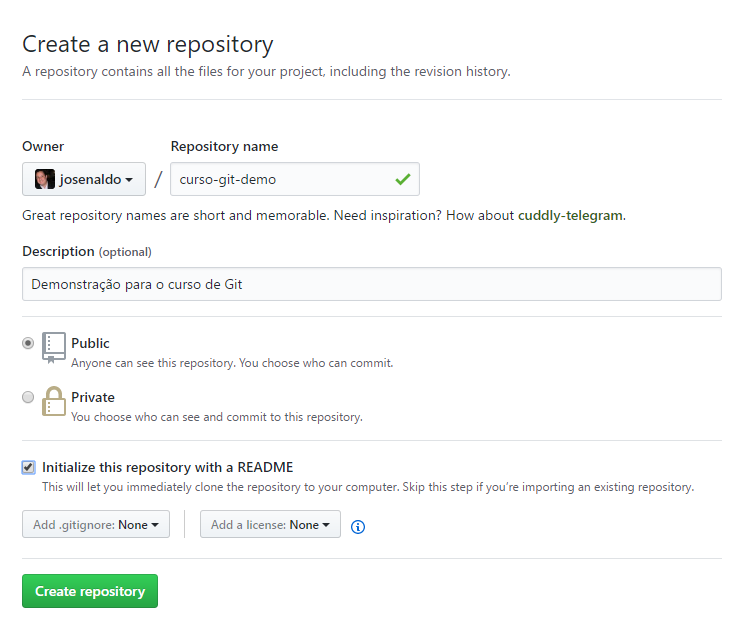 Create a new repository
A repository contains all the files for your project, including the revision history.
Owner Repository name
josenaldo / curso-git-demo
Great repository names are short and memorable. Need inspiration? How about cuddly-telegram.
Description (optional)
Demonstração para o curso de Git
Public
Anyone can see this repository. You choose who can commit.
Private
You choose who can see and commit to this repository.
Initialize this repository with a README
This will let you immediately clone the repository to your computer. Skip this step if you’re importing an existing repository.
Add .gitignore: None Add a license: None
Create repository